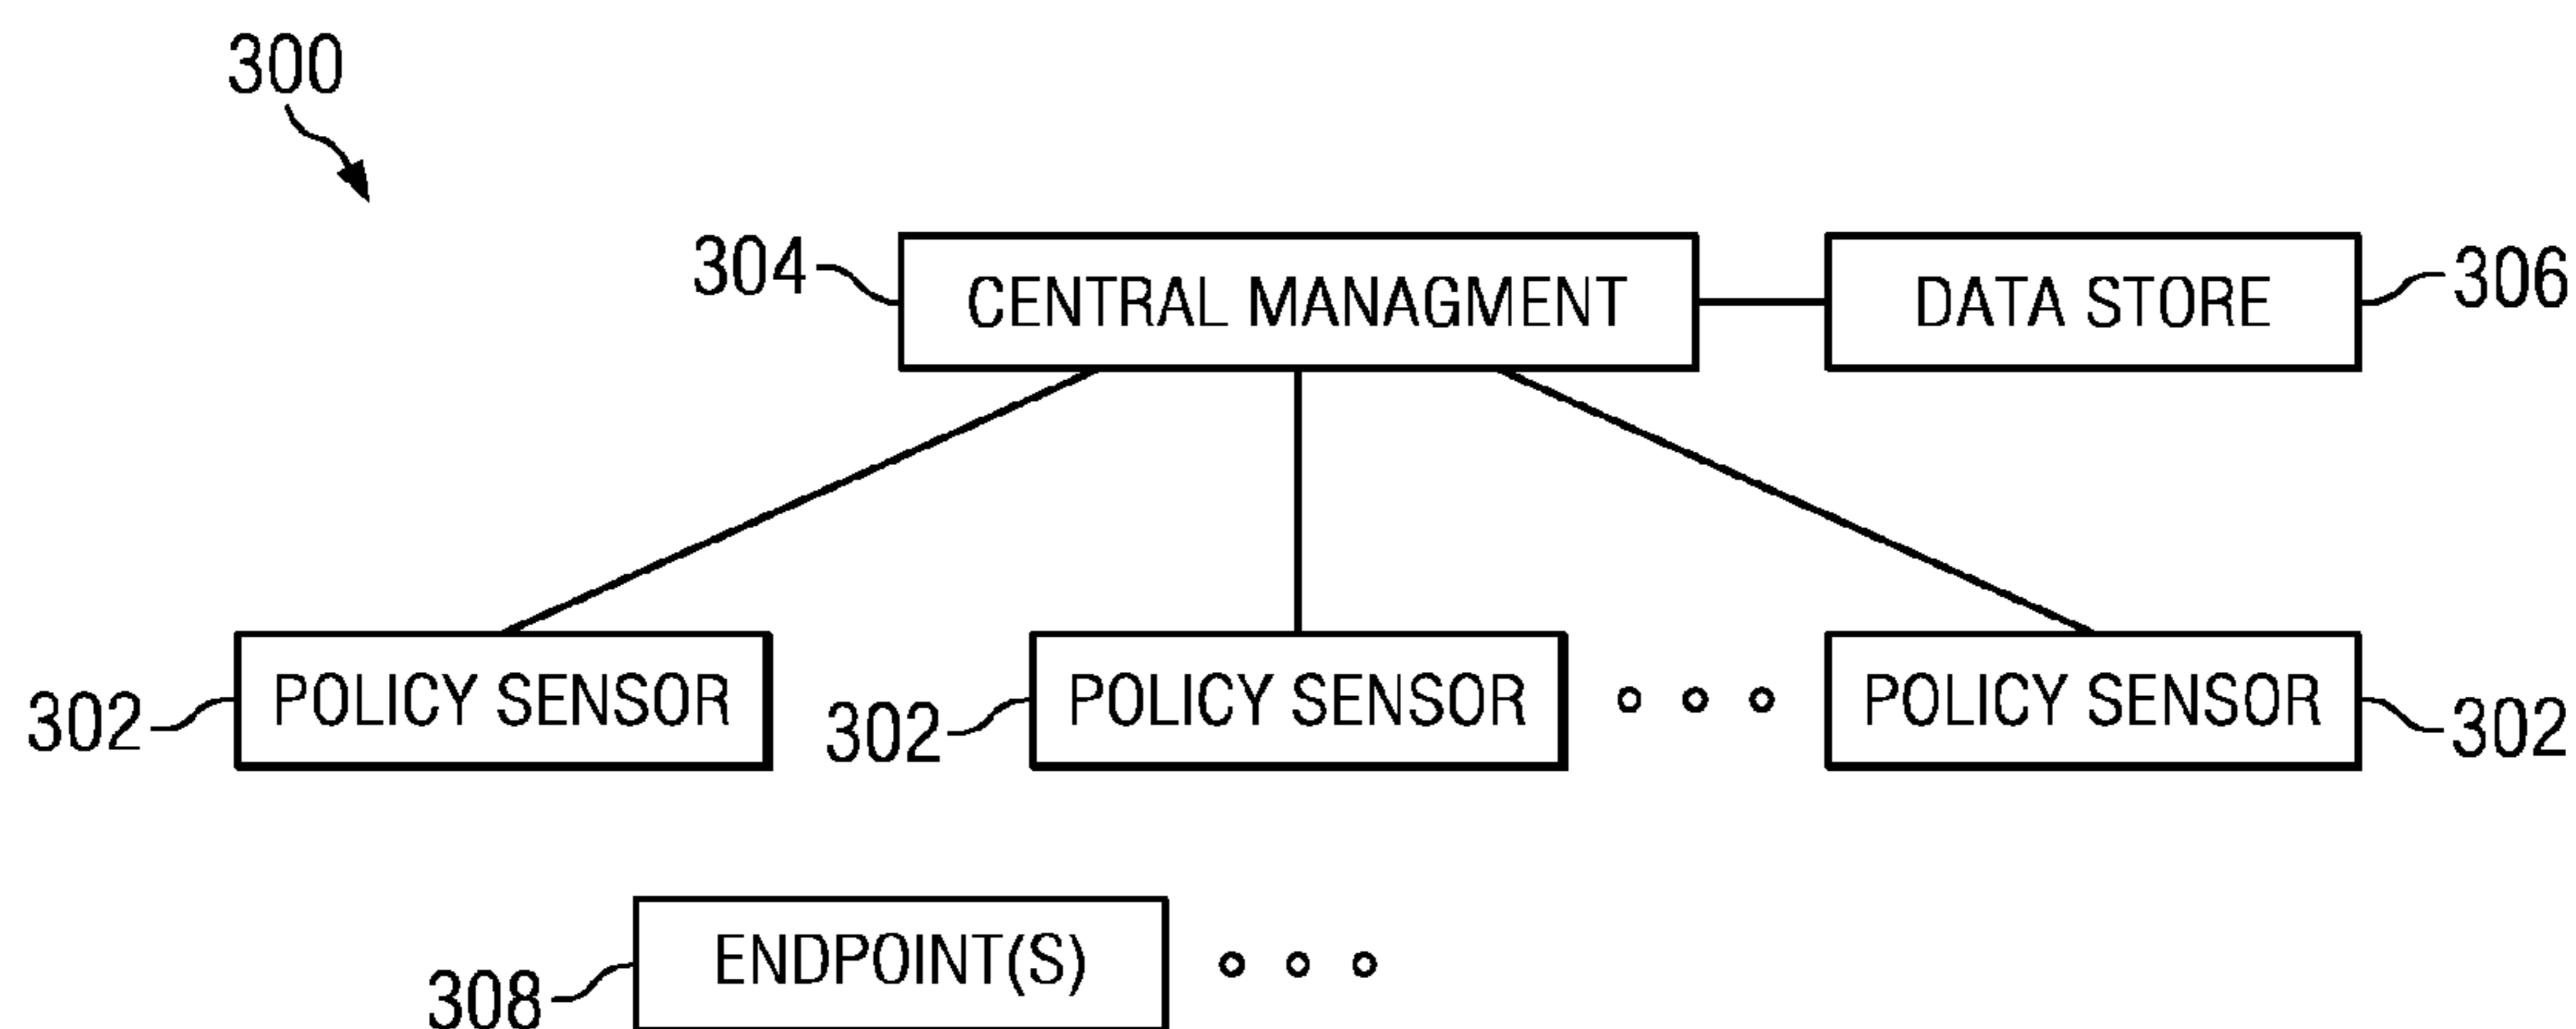 300
304 CENTRAL MANAGMENT DATA STORE 306
302 POLICY SENSOR 302 POLICY SENSOR POLICY SENSOR 302
308 ENDPOINT(S)